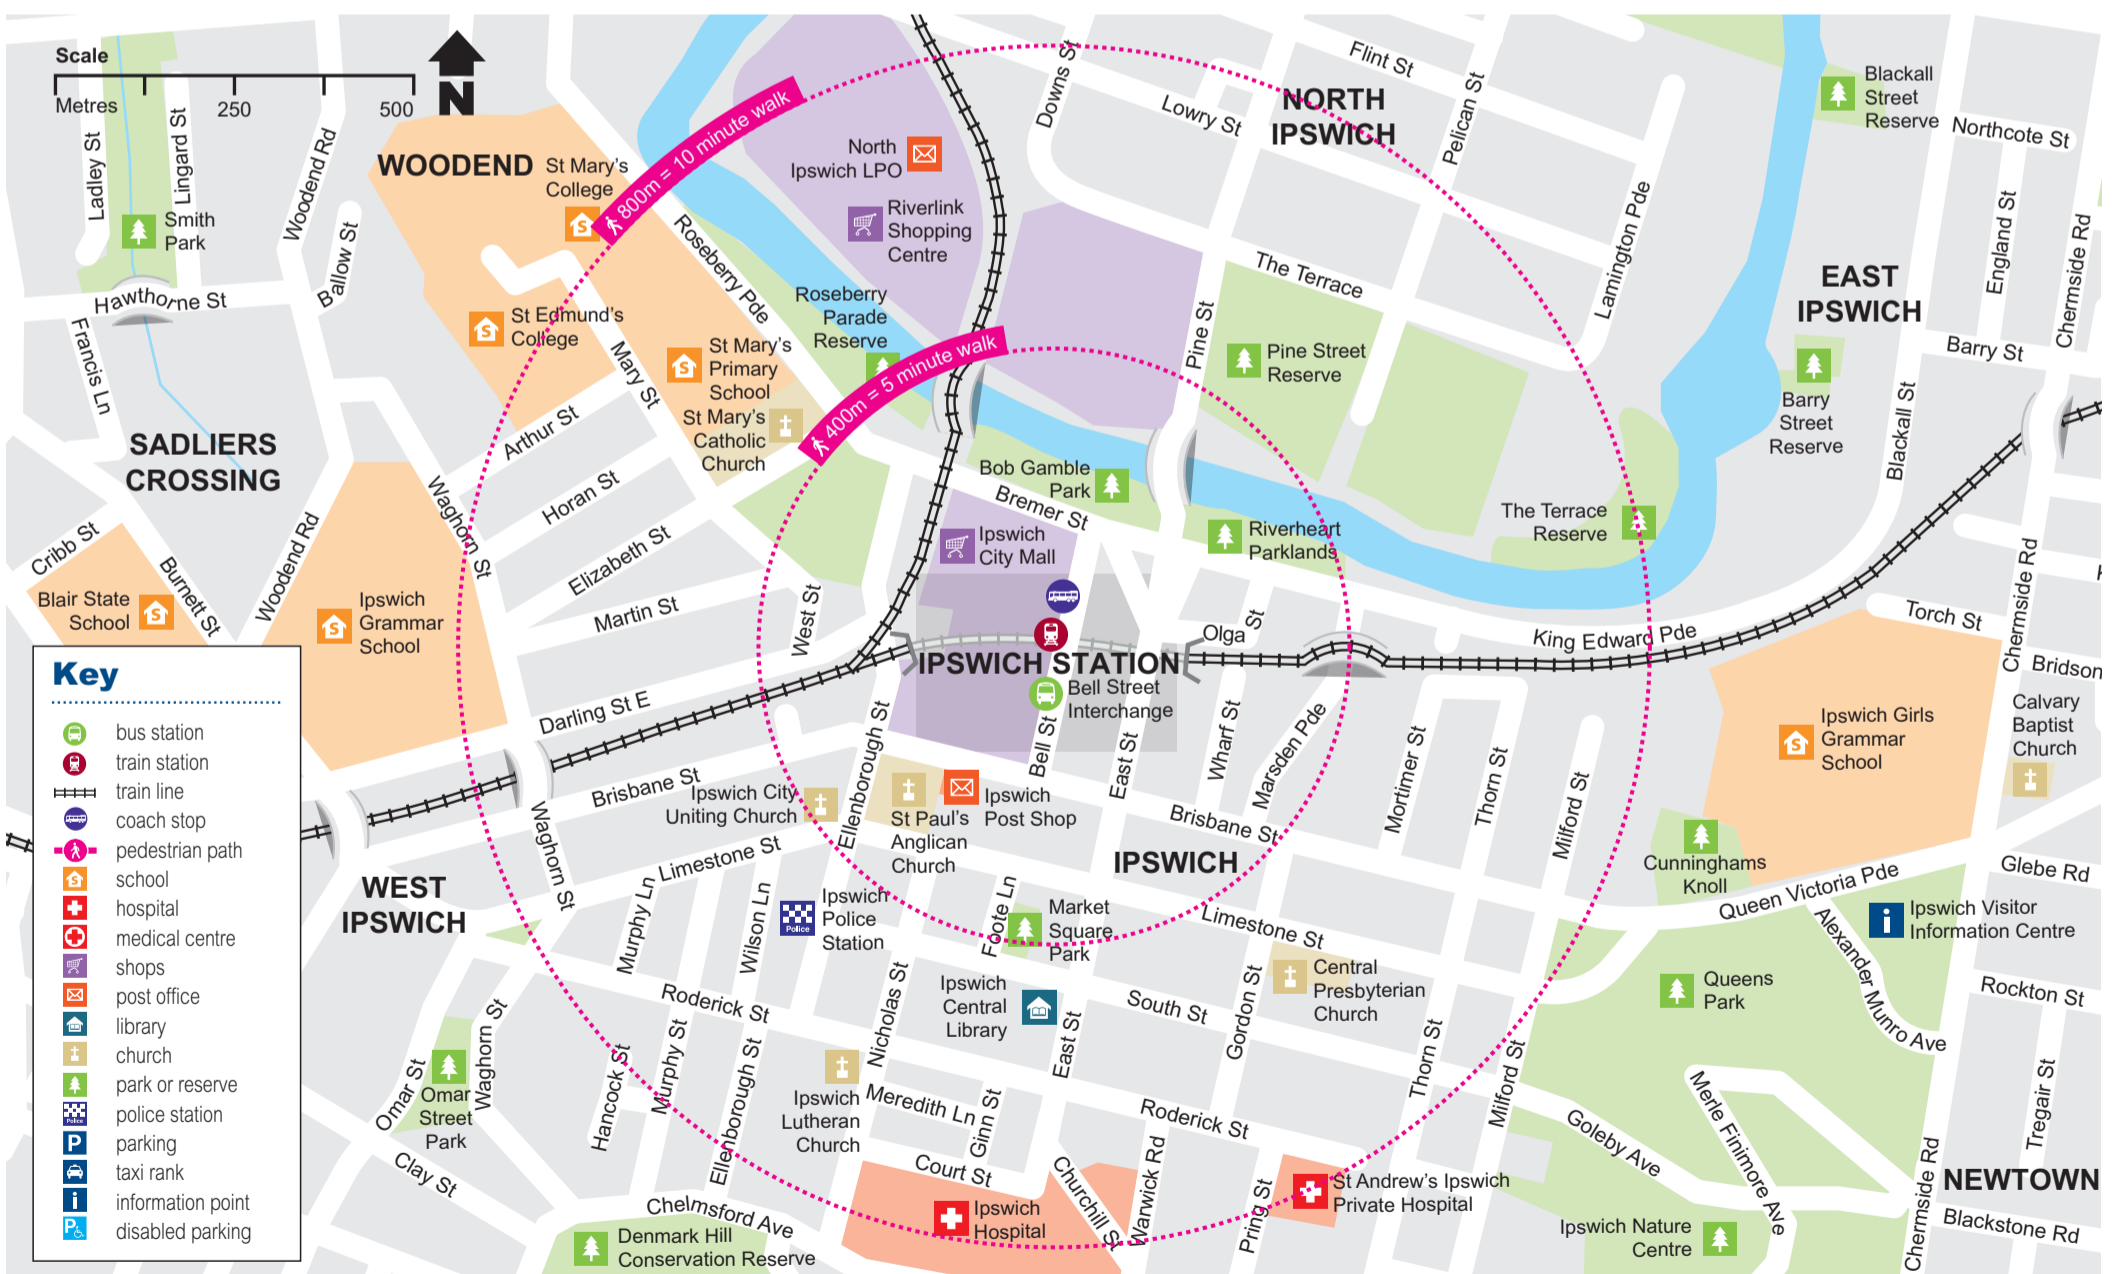 Scale
Metres
250
500
N
Ladley St
Lingard St
Woodend Rd
Smith
Park
Ballow St
Hawthorne St
Francis Ln
WOODEND
St Mary's
College
800m = 10 minute walk
North
Ipswich LPO
Riverlink
Shopping
Centre
Roseberry Pde
Roseberry
Parade
Reserve
St Edmund's
College
St Mary's
Primary
School
St Mary's
Catholic
Church
Mary St
Arthur St
400m = 5 minute walk
Downs St
Flint St
Lowry St
NORTH
IPSWICH
Pelican St
Lamington Pde
The Terrace
Pine St
Pine Street
Reserve
Blackall
Street
Reserve
Northcote St
England St
Chermside Rd
EAST
IPSWICH
Barry St
Barry
Street
Reserve
Blackall St
SADLIERS
CROSSING
Cribb St
Burnett St
Woodend Rd
Waghorn St
Horan St
Elizabeth St
Martin St
West St
Blair State
School
Ipswich
Grammar
School
Bob Gamble
Park
Bremer St
Ipswich
City Mall
Riverheart
Parklands
The Terrace
Reserve
Olga St
King Edward Pde
IPSWICH STATION
Bell Street
Interchange
Torch St
Chermside Rd
Bridson
Calvary
Baptist
Church
Ipswich Girls
Grammar
School
Darling St E
Brisbane St
Ipswich City
Uniting Church
Ellenborough St
Bell St
East St
Wharf St
Marsden Pde
Mortimer St
Thorn St
Milford St
St Paul's
Anglican
Church
Ipswich
Post Shop
Brisbane St
IPSWICH
Limestone St
Waghorn St
WEST
IPSWICH
Murphy Ln
Wilson Ln
Police
Ipswich
Police
Station
Foote Ln
Market
Square
Park
Limestone St
Cunninghams
Knoll
Queen Victoria Pde
Glebe Rd
Ipswich Visitor
Information Centre
Alexander Munro Ave
Queens
Park
Rockton St
Central
Presbyterian
Church
Gordon St
South St
Ipswich
Central
Library
East St
Nicholas St
Roderick St
Omar St
Waghorn St
Omar
Street
Park
Hancock St
Murphy St
Ellenborough St
Ipswich
Lutheran
Church
Meredith Ln
Ginn St
Roderick St
Thorn St
Milford St
Goleby Ave
Merle Finimore Ave
Tregair St
Clay St
Chelmsford Ave
Denmark Hill
Conservation Reserve
Court St
Ipswich
Hospital
Churchill St
Warwick Rd
Pring St
St Andrew's Ipswich
Private Hospital
Ipswich Nature
Centre
Chermside Rd
NEWTOWN
Blackstone Rd
Key
bus station
train station
train line
coach stop
pedestrian path
school
hospital
medical centre
shops
post office
library
church
park or reserve
Police
police station
P
parking
taxi rank
i
information point
P
disabled parking